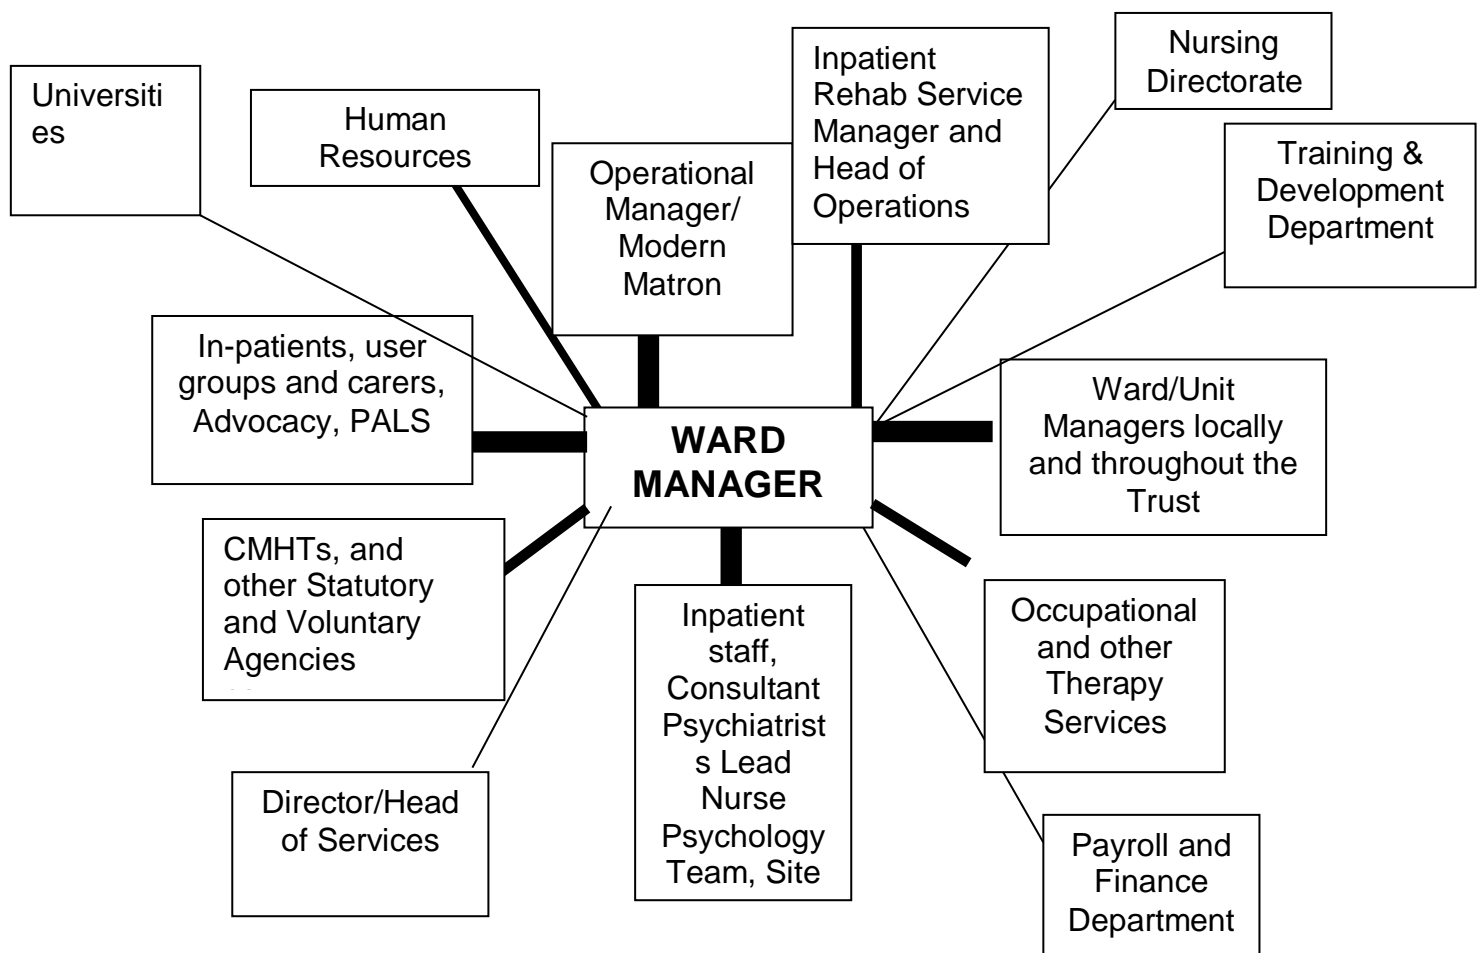 Universiti
es
Human
Resources
Operational
Manager/
Modern
Matron
Inpatient
Rehab Service
Manager and
Head of
Operations
Nursing
Directorate
Training &
Development
Department
In-patients, user
groups and carers,
Advocacy, PALS
WARD
MANAGER
Ward/Unit
Managers locally
and throughout the
Trust
CMHTs, and
other Statutory
and Voluntary
Agencies
Inpatient
staff,
Consultant
Psychiatrist
s Lead
Nurse
Psychology
Team, Site
Occupational
and other
Therapy
Services
Director/Head
of Services
Payroll and
Finance
Department